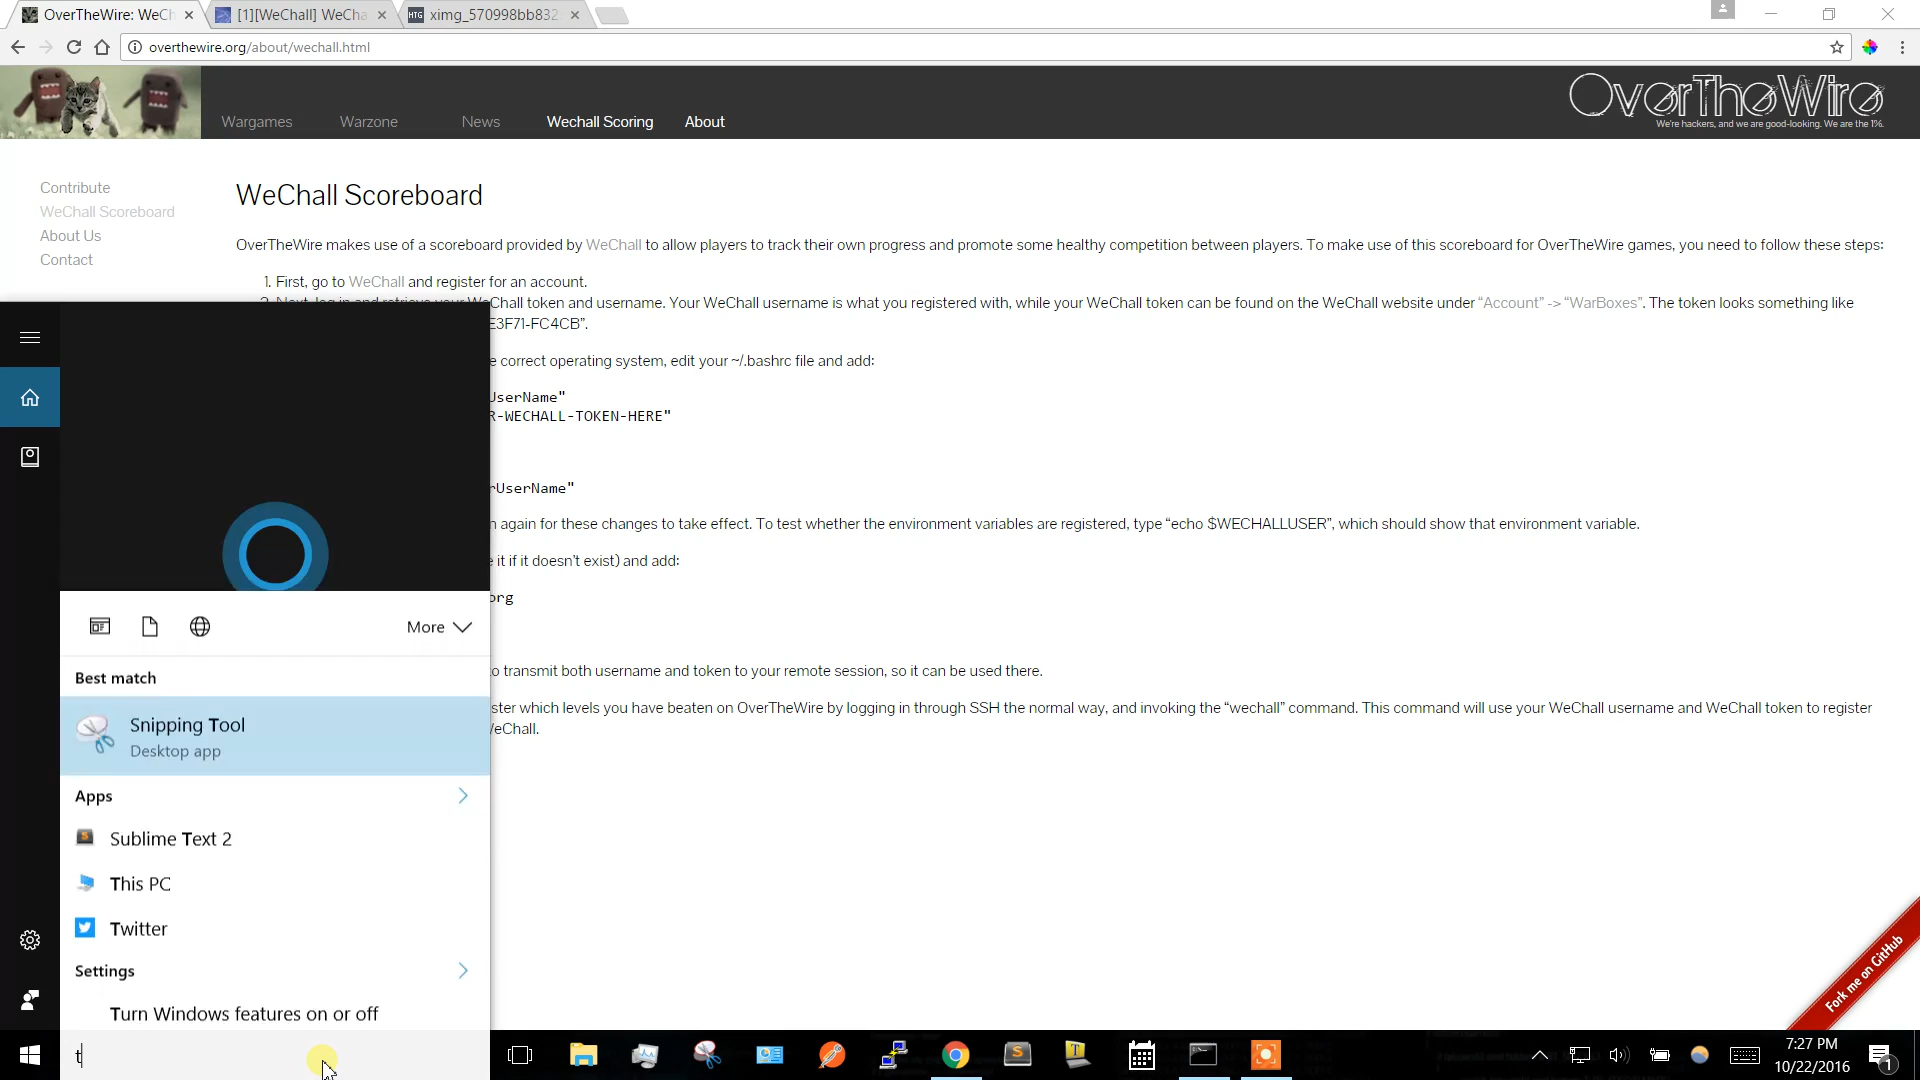 OverTheWire: WeCh
[1][WeChall] WeCha
ximg_570998bb832
overthewire.org/about/wechall.html
Wargames
Warzone
News
Wechall Scoring
About
OverTheWire
We're hackers, and we are good-looking. We are the 1%.
Contribute
WeChall Scoreboard
About Us
Contact
WeChall Scoreboard
OverTheWire makes use of a scoreboard provided by WeChall to allow players to track their own progress and promote some healthy competition between players. To make use of this scoreboard for OverTheWire games, you need to follow these steps:
1. First, go to WeChall and register for an account.
2. Next, log in and retrieve your WeChall token and username. Your WeChall username is what you registered with, while your WeChall token can be found on the WeChall website under “Account” -> “WarBoxes”. The token looks something like
E3F71-FC4CB”.
e correct operating system, edit your ~/.bashrc file and add:
UserName"
R-WECHALL-TOKEN-HERE"
rUserName"
n again for these changes to take effect. To test whether the environment variables are registered, type “echo $WECHALLUSER”, which should show that environment variable.
e it if it doesn’t exist) and add:
org
o transmit both username and token to your remote session, so it can be used there.
ster which levels you have beaten on OverTheWire by logging in through SSH the normal way, and invoking the “wechall” command. This command will use your WeChall username and WeChall token to register
WeChall.
More
Best match
Snipping Tool
Desktop app
Apps
Sublime Text 2
This PC
Twitter
Settings
Turn Windows features on or off
t
Fork me on GitHub
7:27 PM
10/22/2016
1